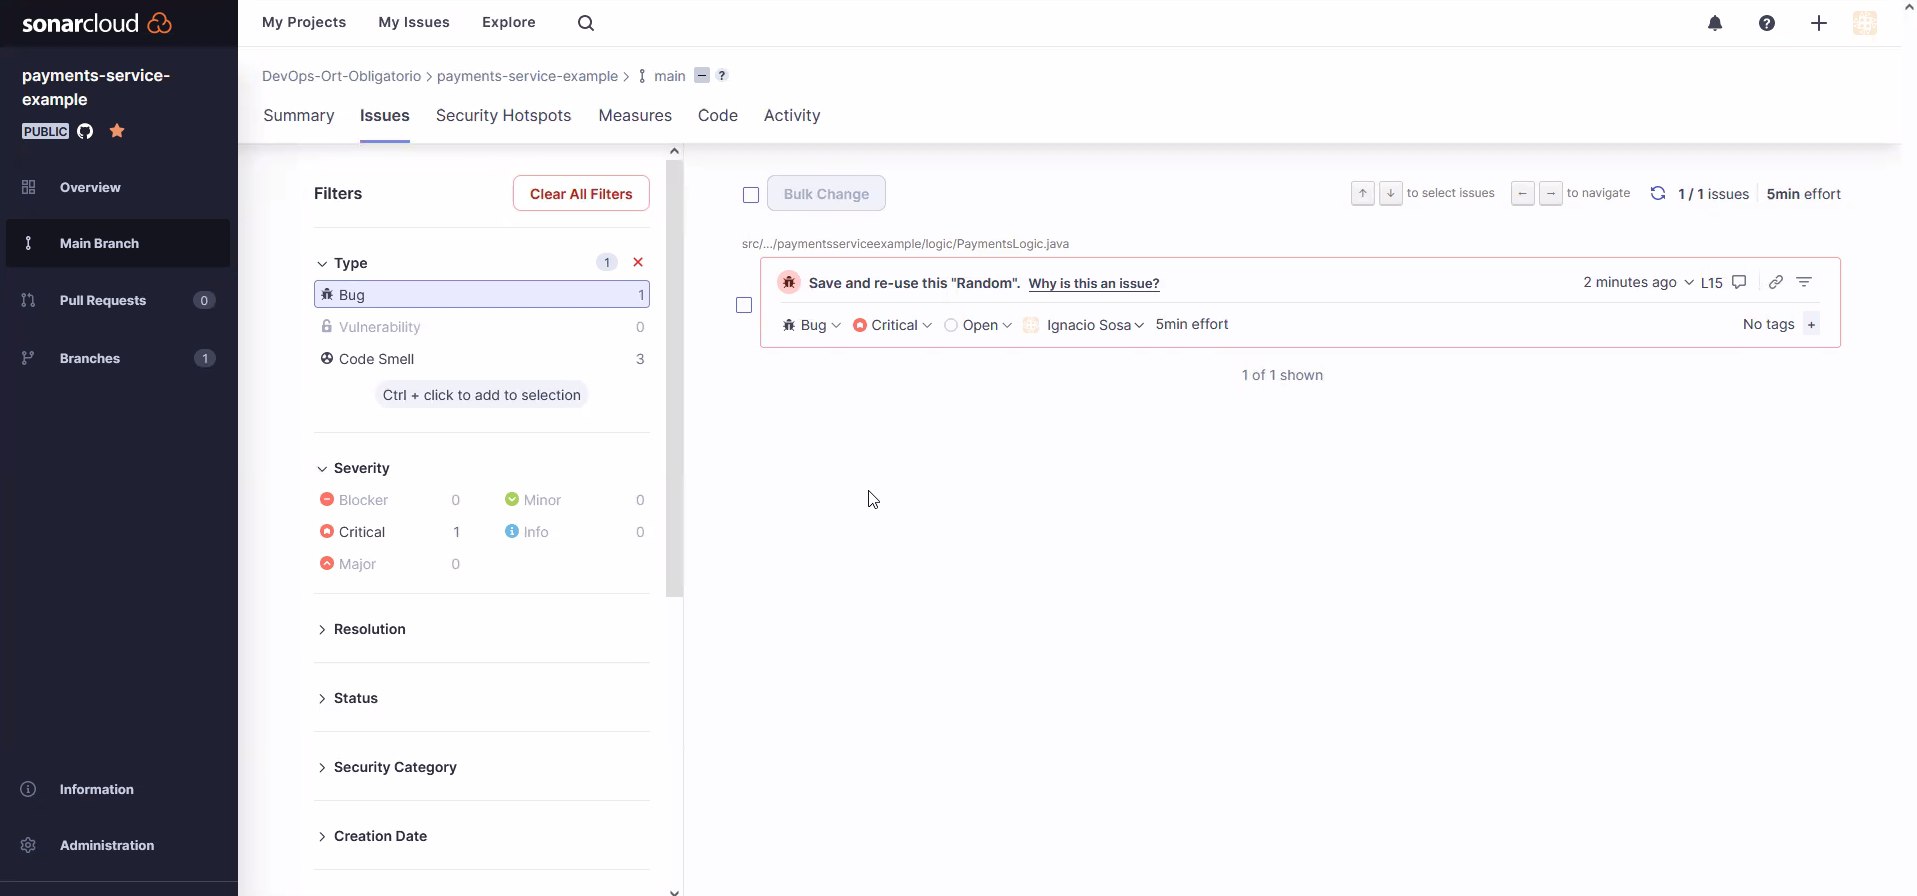 sonarcloud
My Projects My Issues Explore
payments-service-
example
PUBLIC
Overview
Main Branch
Pull Requests 0
Branches 1
Information
Administration
DevOps-Ort-Obligatorio > payments-service-example > main ?
Summary Issues Security Hotspots Measures Code Activity
Filters Clear All Filters
Type 1
Bug 1
Vulnerability 0
Code Smell 3
Ctrl + click to add to selection
Severity
Blocker 0 Minor 0
Critical 1 Info 0
Major 0
Resolution
Status
Security Category
Creation Date
Bulk Change ↑ ↓ to select issues ← → to navigate 1 / 1 issues 5min effort
src/.../paymentsserviceexample/logic/PaymentsLogic.java
Save and re-use this "Random". Why is this an issue? 2 minutes ago L15
Bug Critical Open Ignacio Sosa 5min effort No tags +
1 of 1 shown